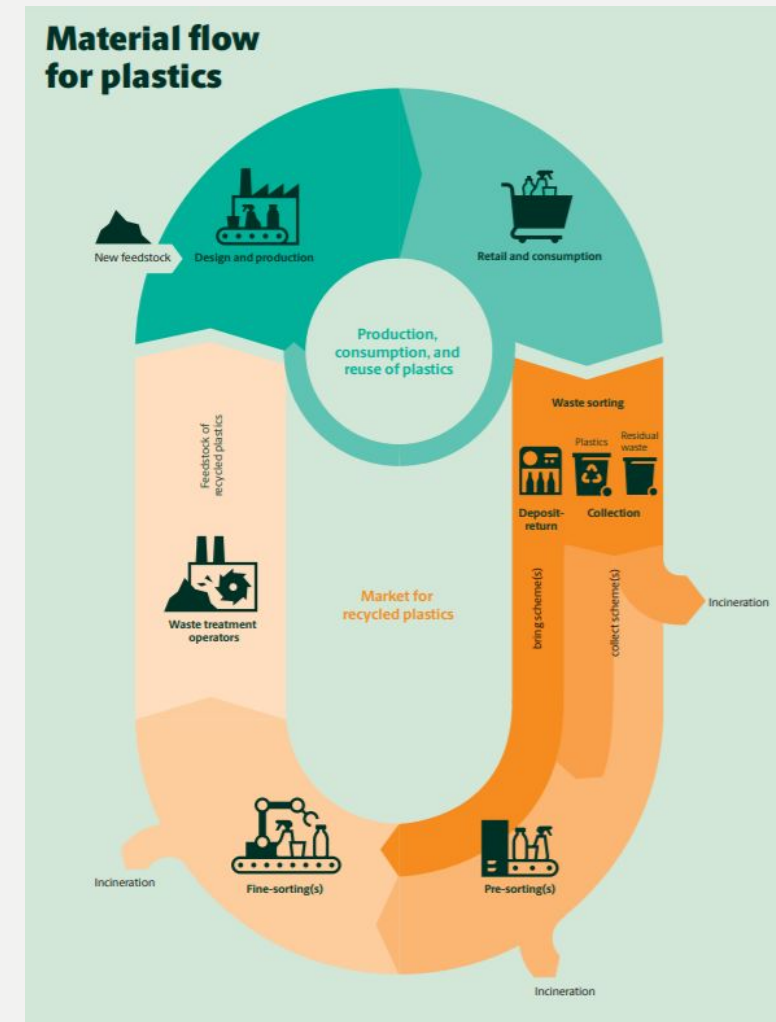 Material flow
for plastics
New feedstock
Design and production
Retail and consumption
Production,
consumption, and
reuse of plastics
Waste sorting
Plastics
Residual
waste
Deposit-
return
Collection
bring scheme(s)
collect scheme(s)
Incineration
Feedstock of
recycled plastics
Market for
recycled plastics
Waste treatment
operators
Fine-sorting(s)
Pre-sorting(s)
Incineration
Incineration